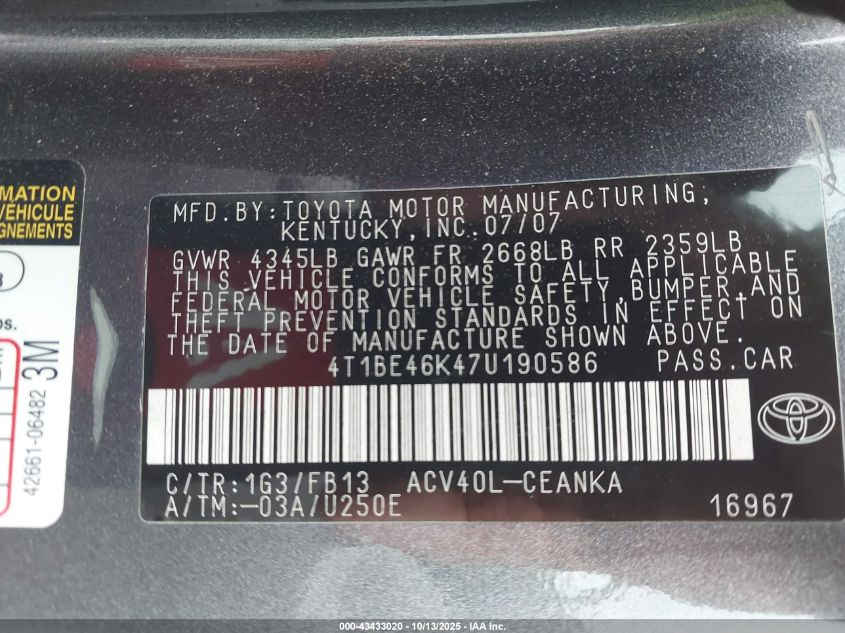 MATION
VÉHICULE
GNEMENTS
os.
42661-06482 3M
MFD.BY:TOYOTA MOTOR MANUFACTURING,
KENTUCKY,INC.07/07
GVWR 4345LB GAWR FR 2668LB RR 2359LB
THIS VEHICLE CONFORMS TO ALL APPLICABLE
FEDERAL MOTOR VEHICLE SAFETY,BUMPER,AND
THEFT PREVENTION STANDARDS IN EFFECT ON
THE DATE OF MANUFACTURE SHOWN ABOVE.
4T1BE46K47U190586 PASS.CAR
C/TR:1G3/FB13 ACV40L-CEANKA
A/TM:-03A/U250E 16967
000-43433020 | 10/13/2025 - IAA Inc.